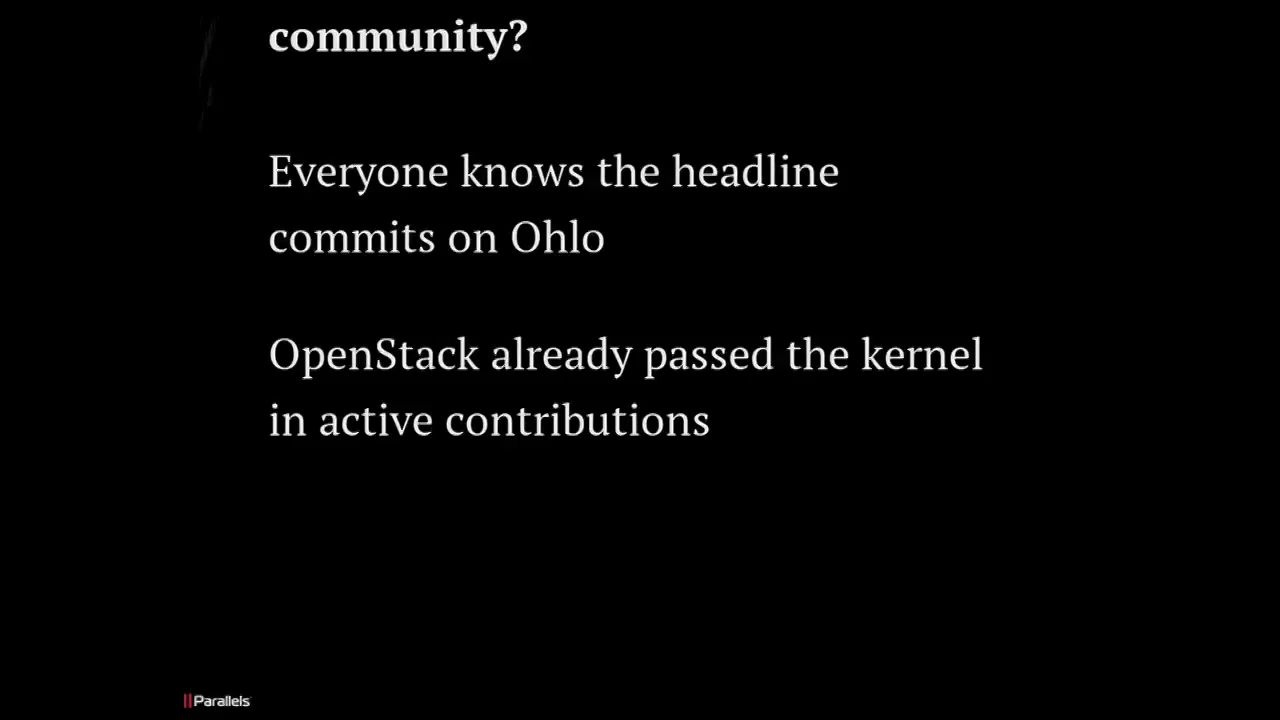 community?
Everyone knows the headline
commits on Ohlo
OpenStack already passed the kernel
in active contributions
Parallels